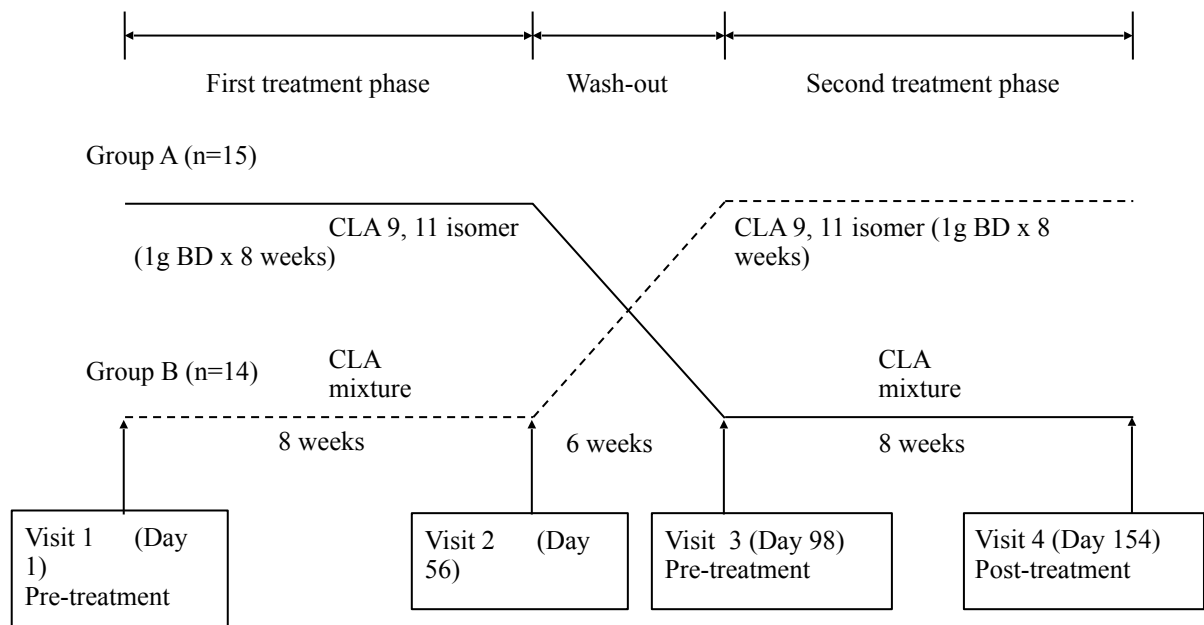 First treatment phase
Wash-out
Second treatment phase
Group A (n=15)
CLA 9, 11 isomer
(1g BD x 8 weeks)
CLA 9, 11 isomer (1g BD x 8
weeks)
Group B (n=14)
CLA
mixture
CLA
mixture
8 weeks
6 weeks
8 weeks
Visit 1 (Day
1)
Pre-treatment
Visit 2 (Day
56)
Visit 3 (Day 98)
Pre-treatment
Visit 4 (Day 154)
Post-treatment